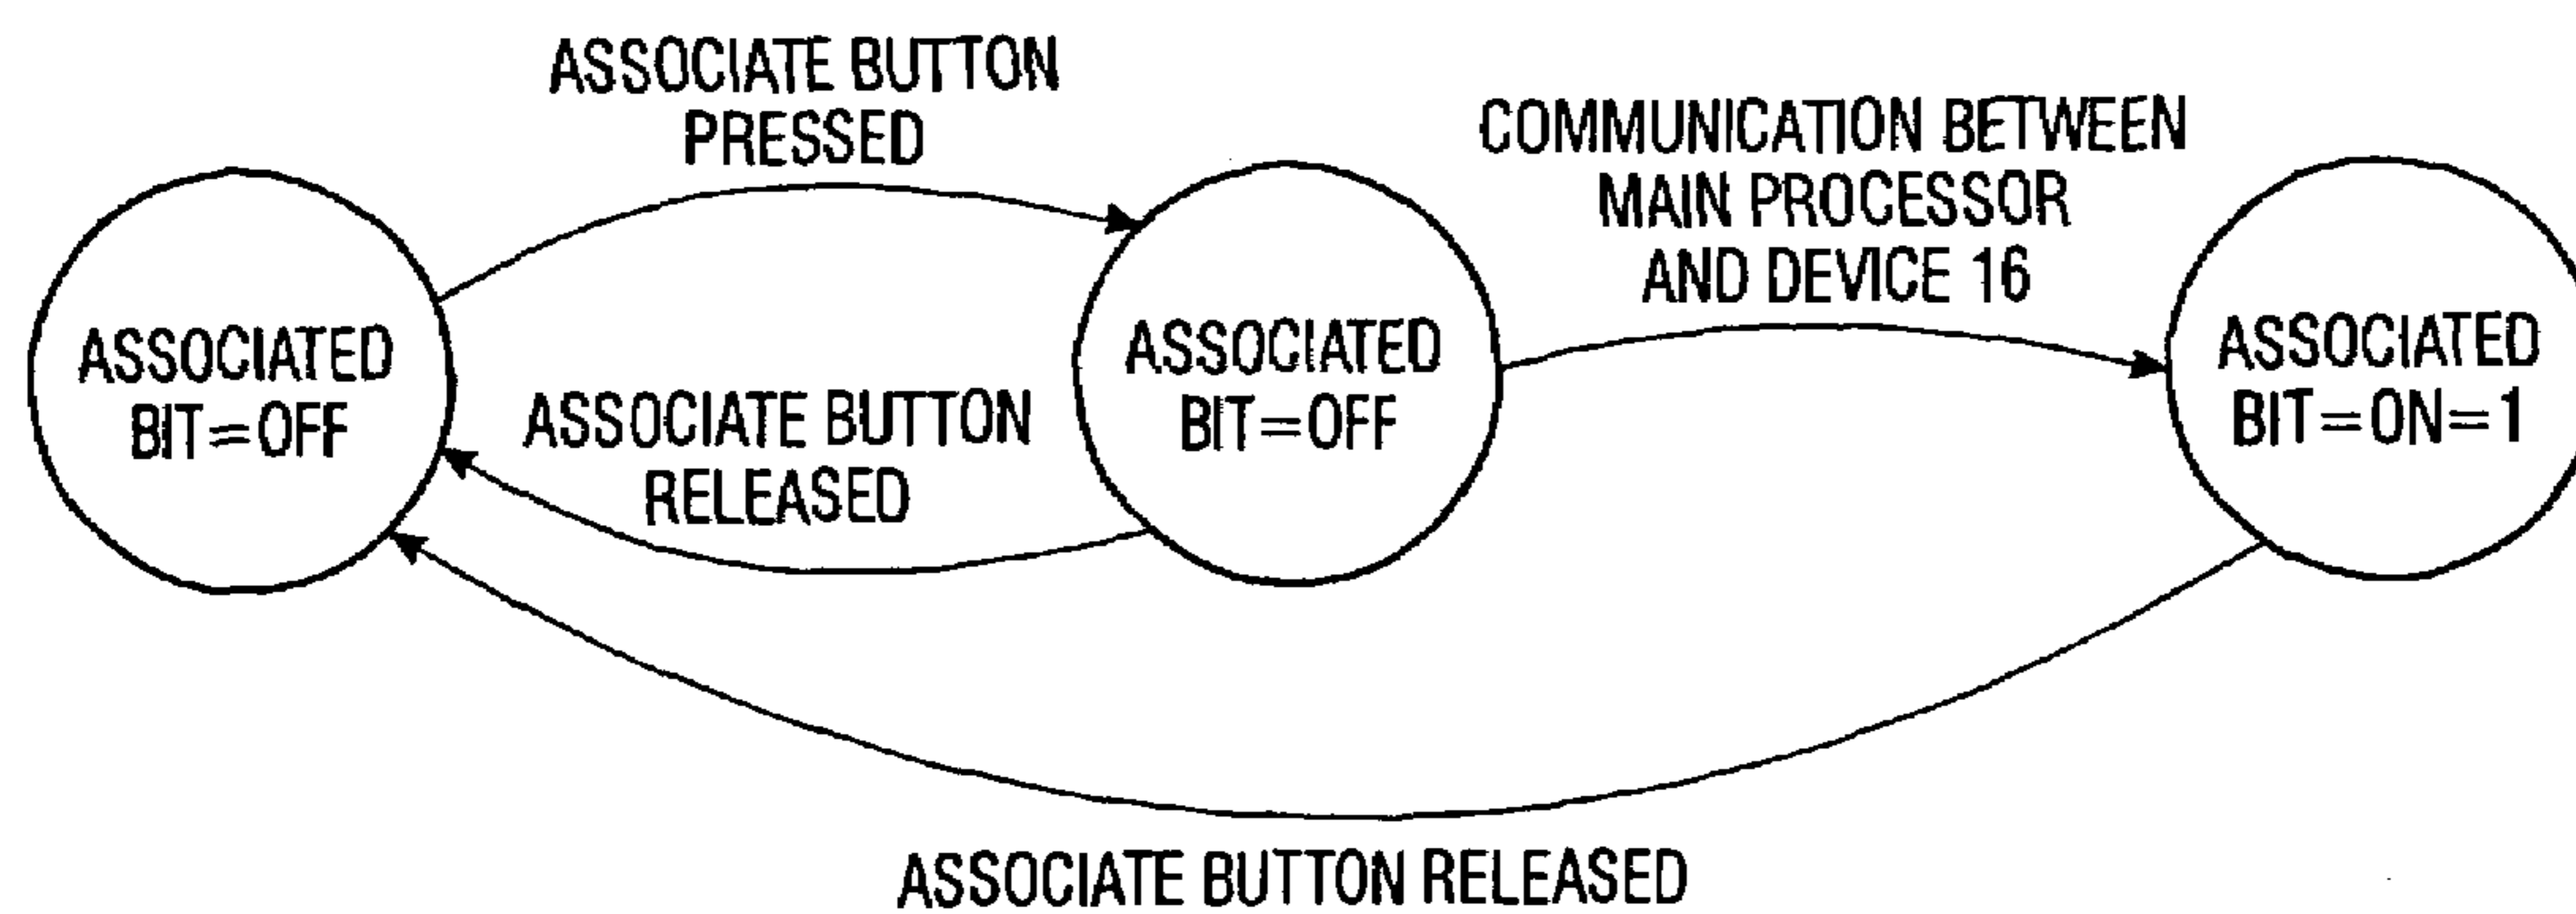 ASSOCIATE BUTTON
PRESSED
COMMUNICATION BETWEEN
MAIN PROCESSOR
AND DEVICE 16
ASSOCIATED
BIT=OFF
ASSOCIATE BUTTON
RELEASED
ASSOCIATED
BIT=OFF
ASSOCIATED
BIT=ON=1
ASSOCIATE BUTTON RELEASED